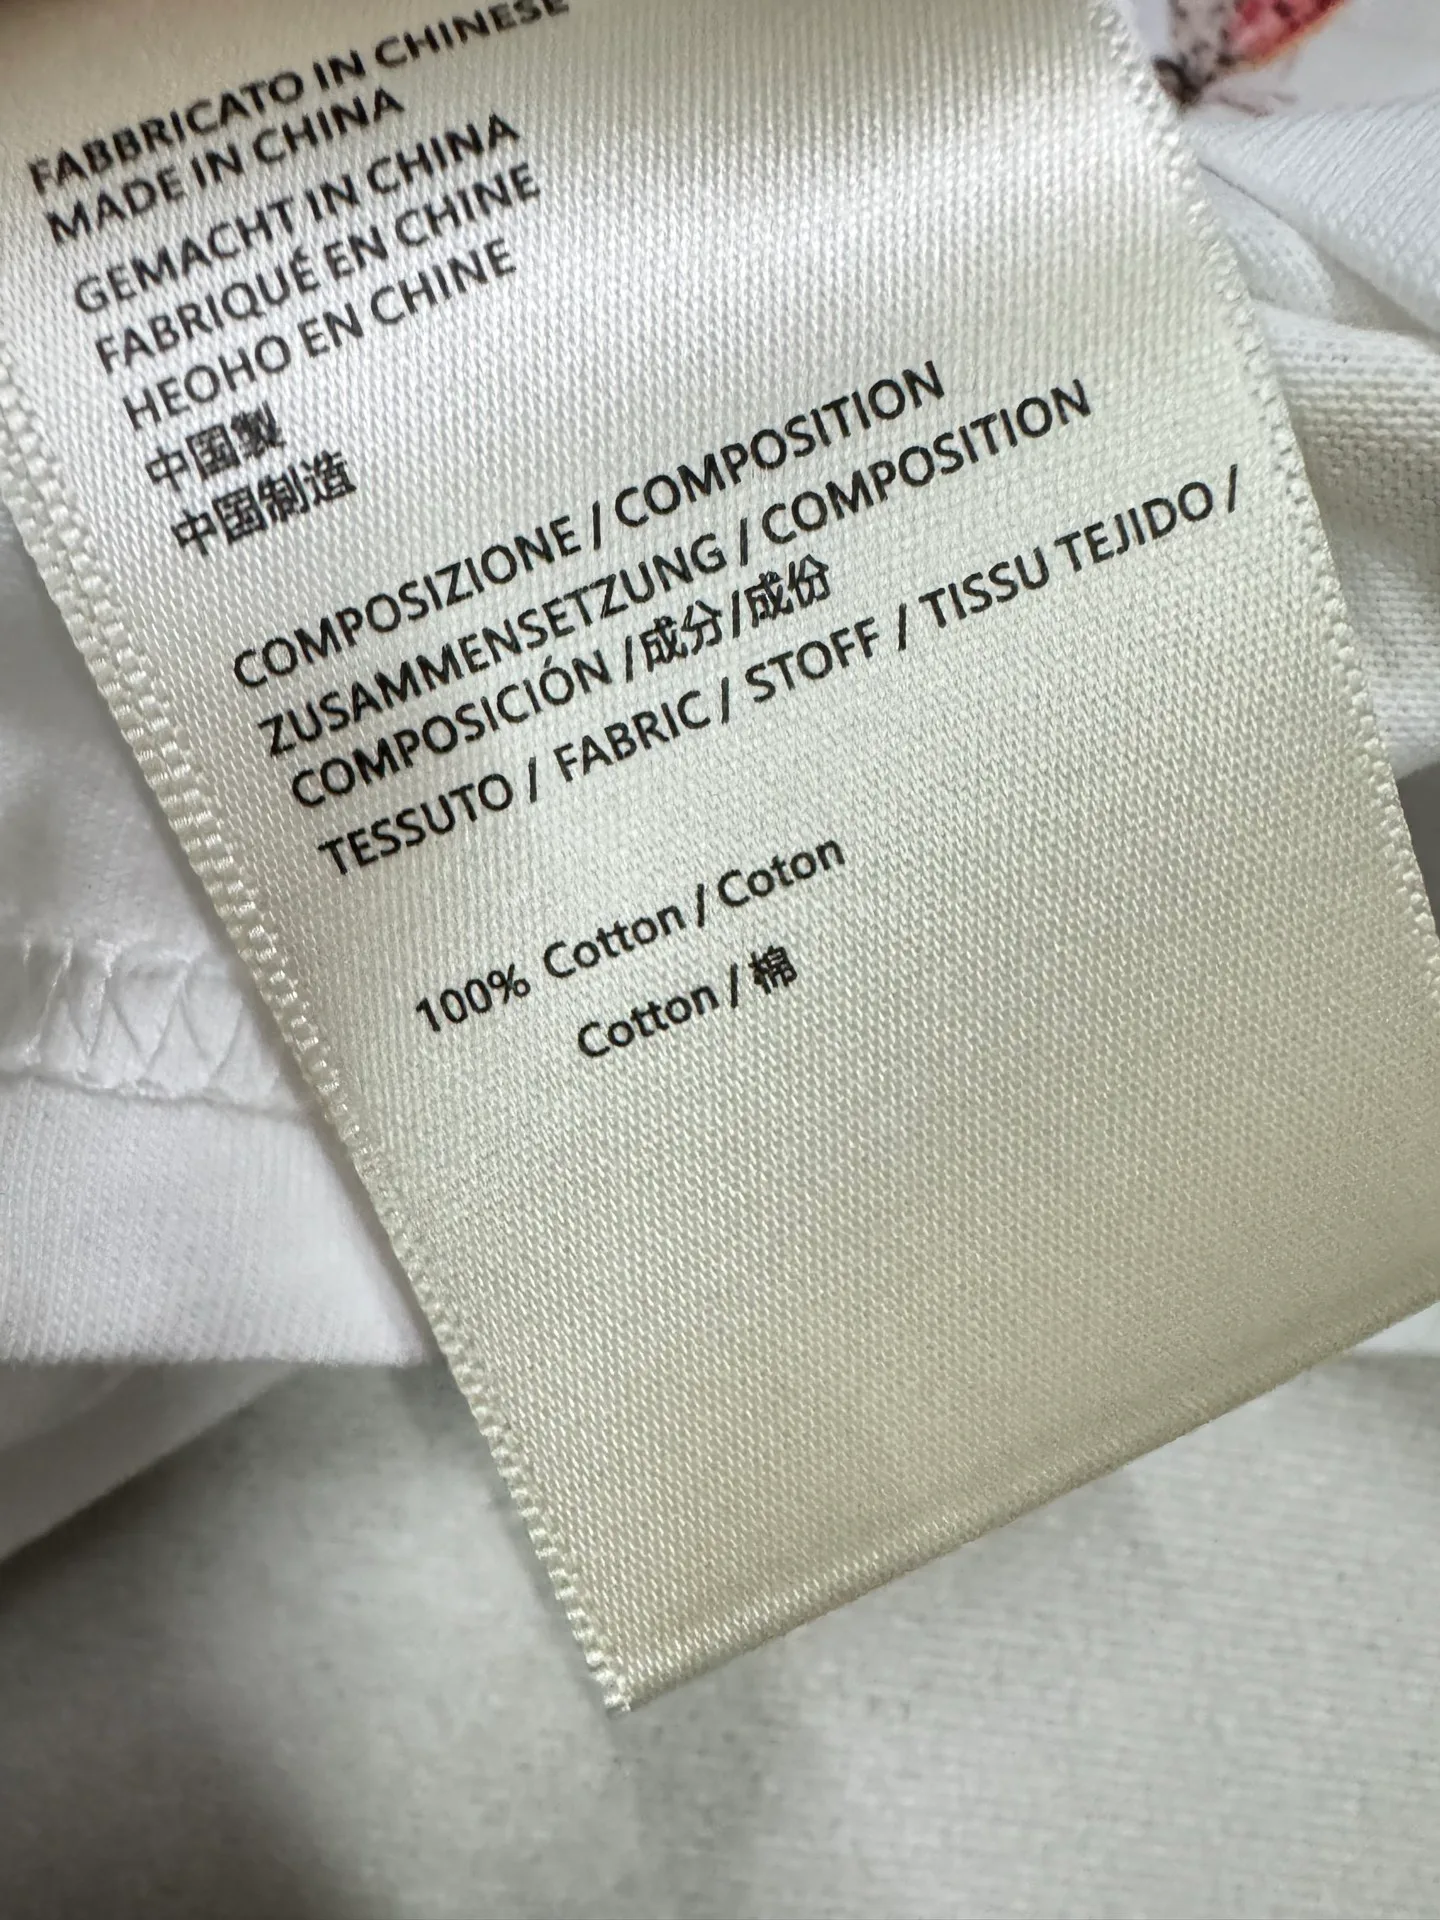 FABBRICATO IN CHINESE
MADE IN CHINA
GEMACHT IN CHINA
FABRIQUÉ EN CHINE
HEOHO EN CHINE
中国製
中国制造
COMPOSIZIONE / COMPOSITION
ZUSAMMENSETZUNG / COMPOSITION
COMPOSICIÓN /成分/成份
TESSUTO / FABRIC / STOFF / TISSU TEJIDO /
100% Cotton / Coton
Cotton / 棉